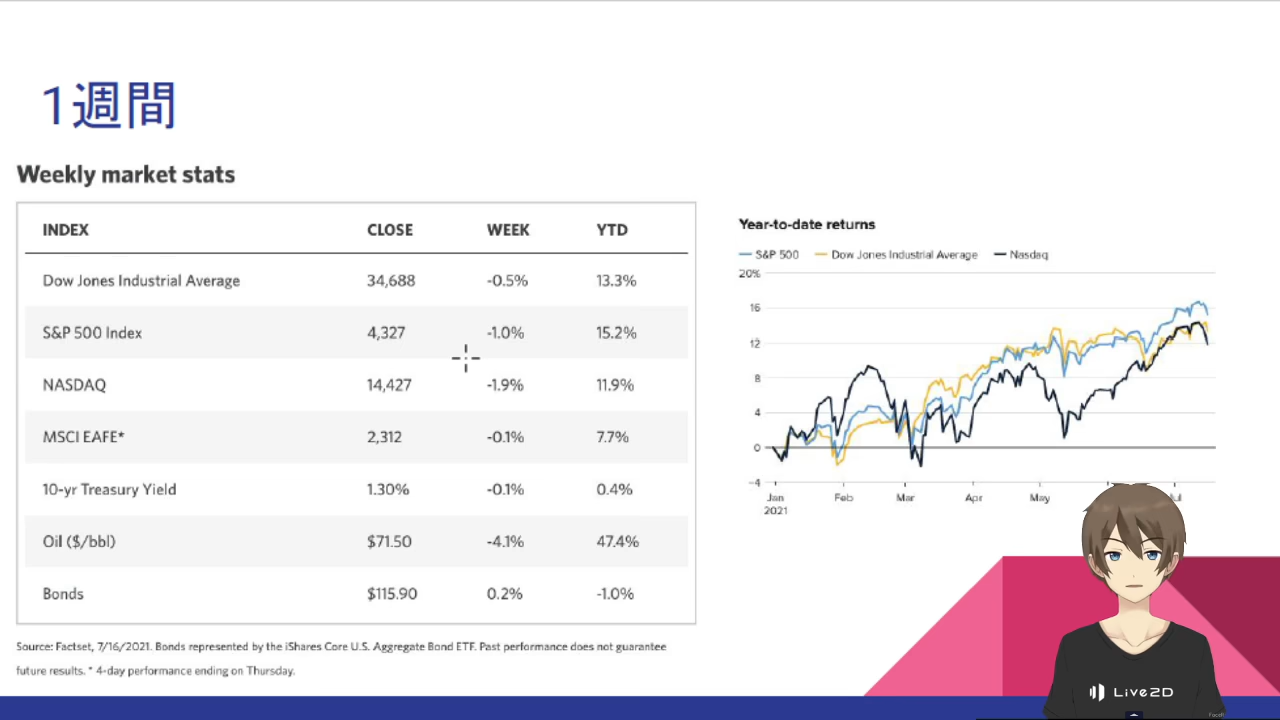 1週間
Weekly market stats
INDEX CLOSE WEEK YTD
Dow Jones Industrial Average 34,688 -0.5% 13.3%
S&P 500 Index 4,327 -1.0% 15.2%
NASDAQ 14,427 -1.9% 11.9%
MSCI EAFE* 2,312 -0.1% 7.7%
10-yr Treasury Yield 1.30% -0.1% 0.4%
Oil ($/bbl) $71.50 -4.1% 47.4%
Bonds $115.90 0.2% -1.0%
Source: Factset, 7/16/2021. Bonds represented by the iShares Core U.S. Aggregate Bond ETF. Past performance does not guarantee
future results. * 4-day performance ending on Thursday.
Year-to-date returns
S&P 500 Dow Jones Industrial Average Nasdaq
20%
16
12
8
4
0
-4
Jan Feb Mar Apr May
2021
Live2D